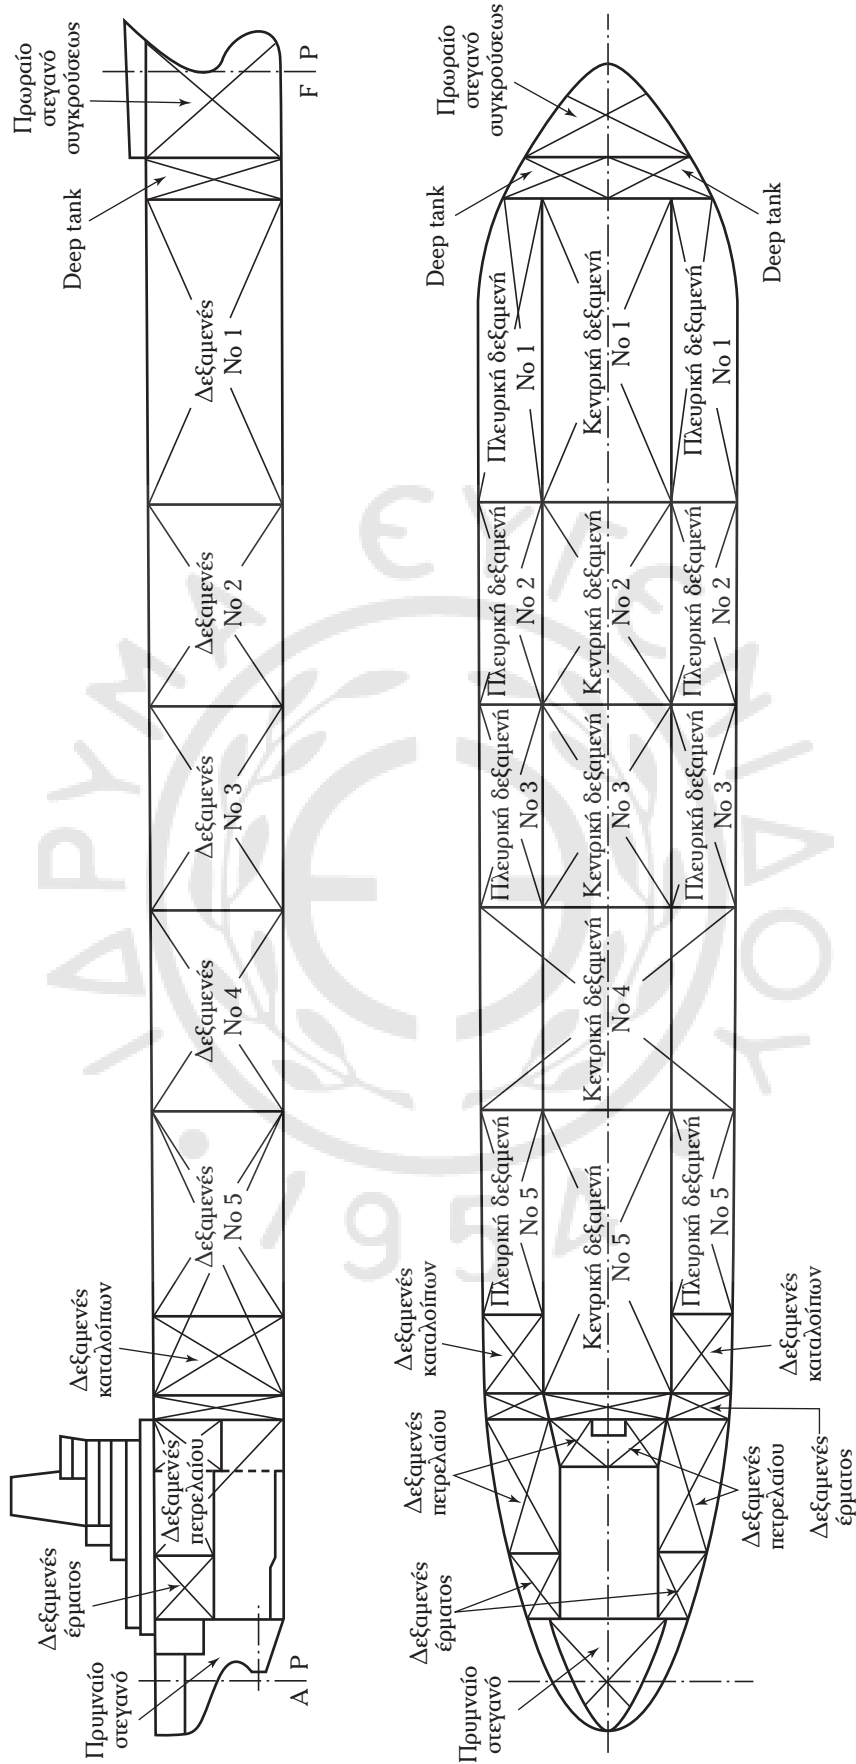 Πρυμναίο
στεγανό
Δεξαμενές
έρματος
Δεξαμενές
πετρελαίου
Δεξαμενές
καταλοίπων
Δεξαμενές
No 5
Δεξαμενές
No 4
Δεξαμενές
No 3
Δεξαμενές
No 2
Δεξαμενές
No 1
Deep tank
Πρωραίο
στεγανό
συγκρούσεως
A P
F P
Πρυμναίο
στεγανό
Δεξαμενές
έρματος
Δεξαμενές
πετρελαίου
Δεξαμενές
καταλοίπων
Deep tank
Πρωραίο
στεγανό
συγκρούσεως
Πλευρική δεξαμενή
No 5
Πλευρική δεξαμενή
No 3
Πλευρική δεξαμενή
No 2
Πλευρική δεξαμενή
No 1
Κεντρική δεξαμενή
No 5
Κεντρική δεξαμενή
No 4
Κεντρική δεξαμενή
No 3
Κεντρική δεξαμενή
No 2
Κεντρική δεξαμενή
No 1
Πλευρική δεξαμενή
No 5
Πλευρική δεξαμενή
No 3
Πλευρική δεξαμενή
No 2
Πλευρική δεξαμενή
No 1
Δεξαμενές
πετρελαίου
Δεξαμενές
έρματος
Δεξαμενές
καταλοίπων
Deep tank
ΙΔΡΥΜΑ ΕΥΓΕΝΙΔΟΥ
1954